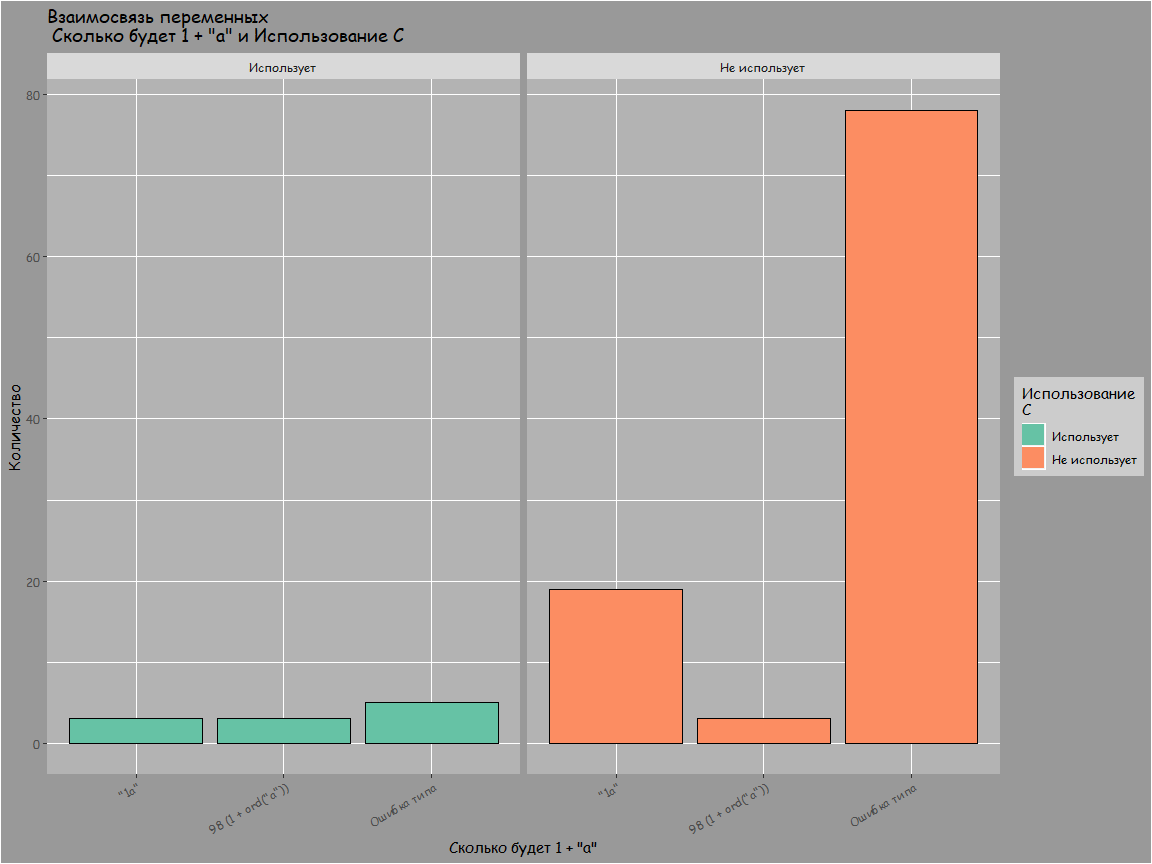 Взаимосвязь переменных
Сколько будет 1 + "a" и Использование C
Использует
Не использует
80
60
40
20
0
Количество
"1a"
98 (1 + ord("a"))
Ошибка типа
"1a"
98 (1 + ord("a"))
Ошибка типа
Сколько будет 1 + "a"
Использование
C
Использует
Не использует